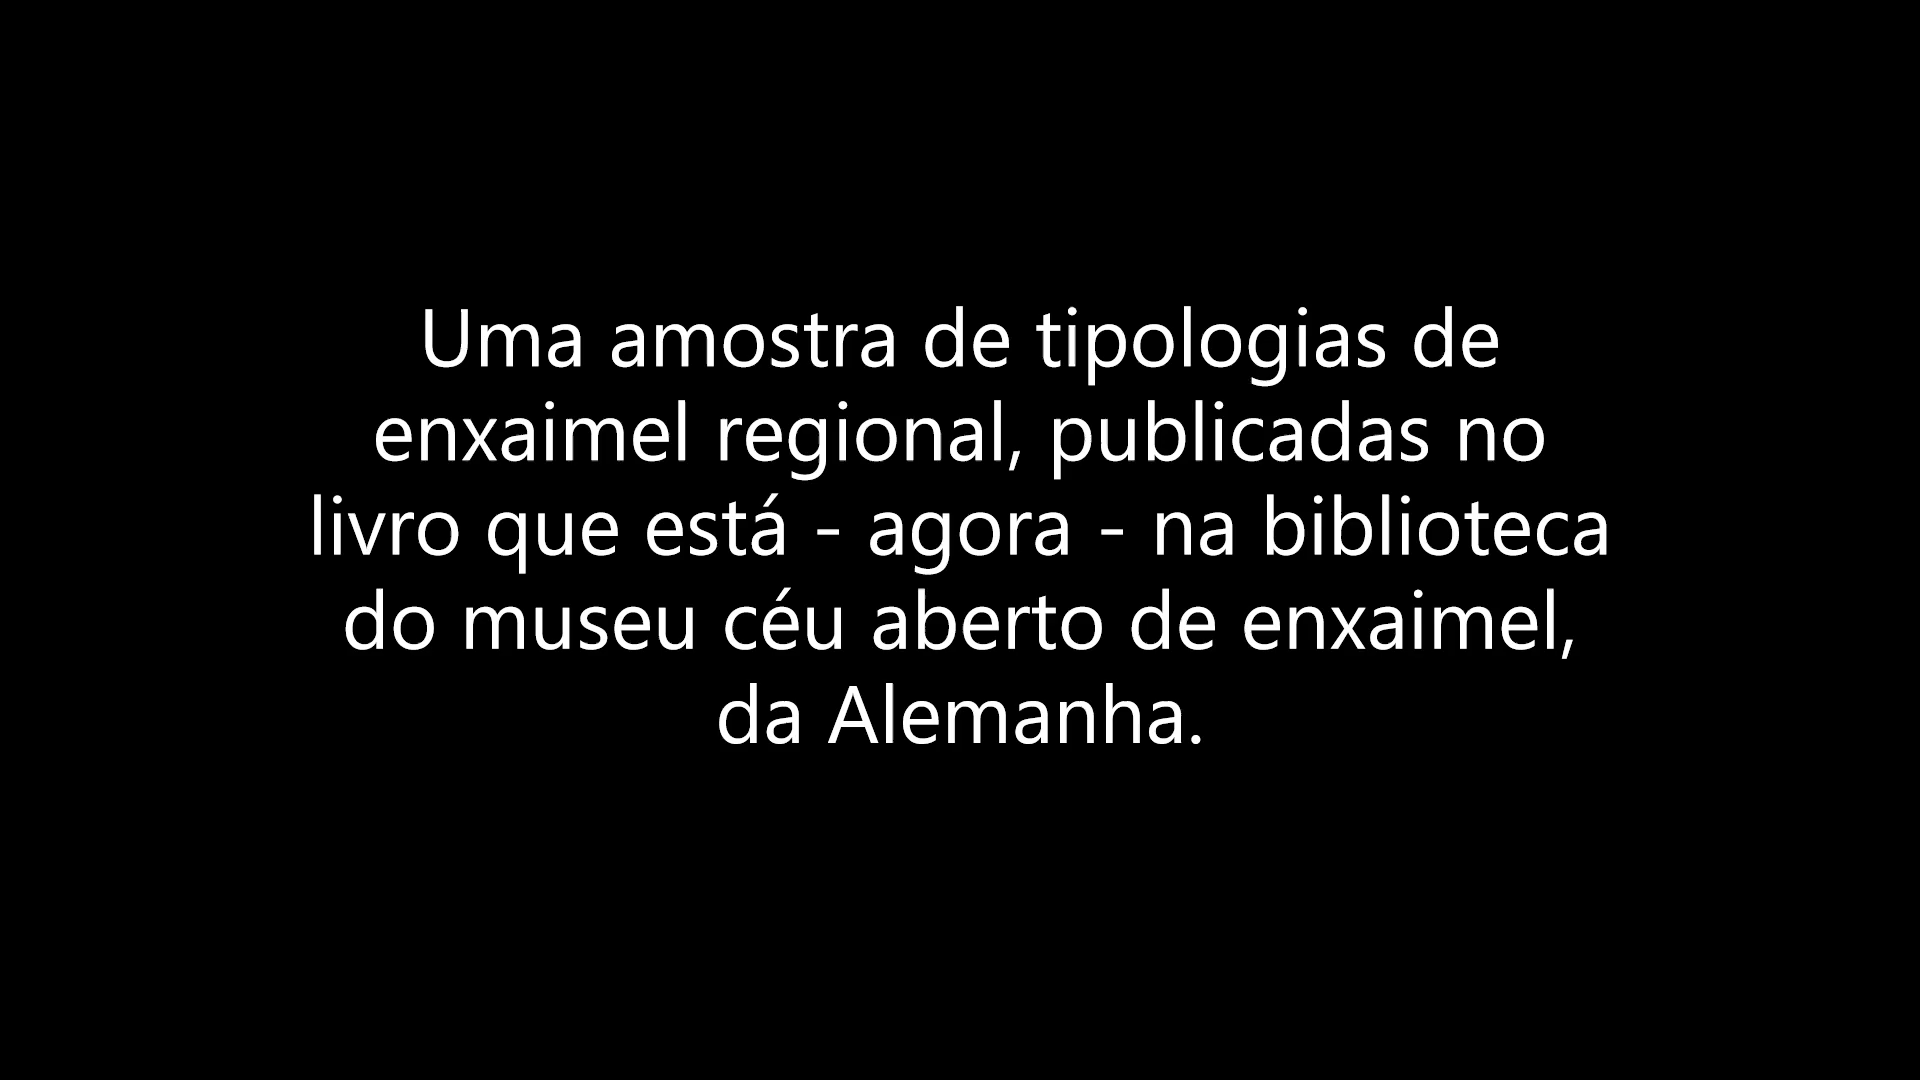 Uma amostra de tipologias de
enxaimel regional, publicadas no
livro que está - agora - na biblioteca
do museu céu aberto de enxaimel,
da Alemanha.